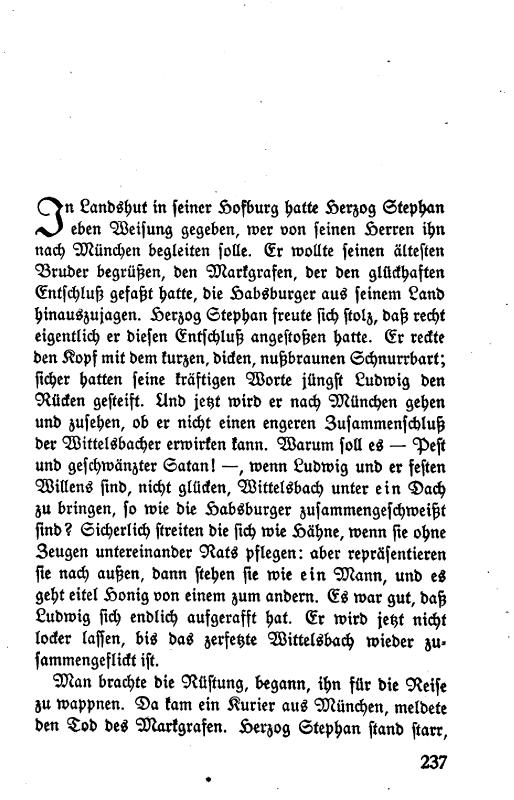 In Landshut in seiner Hofburg hatte Herzog Stephan
eben Weisung gegeben, wer von seinen Herren ihn
nach München begleiten solle. Er wollte seinen ältesten
Bruder begrüßen, den Markgrafen, der den glückhaften
Entschluß gefaßt hatte, die Habsburger aus seinem Land
hinauszujagen. Herzog Stephan freute sich stolz, daß recht
eigentlich er diesen Entschluß angestoßen hatte. Er reckte
den Kopf mit dem kurzen, dicken, nußbraunen Schnurrbart;
sicher hatten seine kräftigen Worte jüngst Ludwig den
Rücken gesteift. Und jetzt wird er nach München gehen
und zusehen, ob er nicht einen engeren Zusammenschluß
der Wittelsbacher erwirken kann. Warum soll es — Pest
und geschwänzter Satan! —, wenn Ludwig und er festen
Willens sind, nicht glücken, Wittelsbach unter ein Dach
zu bringen, so wie die Habsburger zusammengeschweißt
sind? Sicherlich streiten die sich wie Hähne, wenn sie ohne
Zeugen untereinander Rats pflegen: aber repräsentieren
sie nach außen, dann stehen sie wie ein Mann, und es
geht eitel Honig von einem zum andern. Es war gut, daß
Ludwig sich endlich aufgerafft hat. Er wird jetzt nicht
locker lassen, bis das zerfetzte Wittelsbach wieder zu-
sammengeflickt ist.
Man brachte die Rüstung, begann, ihn für die Reise
zu wappnen. Da kam ein Kurier aus München, meldete
den Tod des Markgrafen. Herzog Stephan stand starr,
237